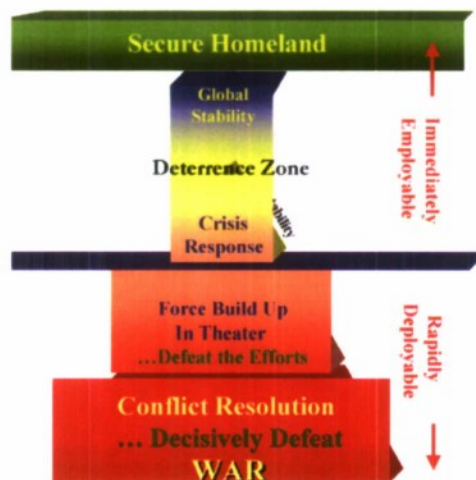 Secure Homeland
Global
Stability
Deterrence Zone
Crisis
Response
Immediately
Employable
Force Build Up
In Theater
...Defeat the Efforts
Rapidly
Deployable
Conflict Resolution
... Decisively Defeat
WAR